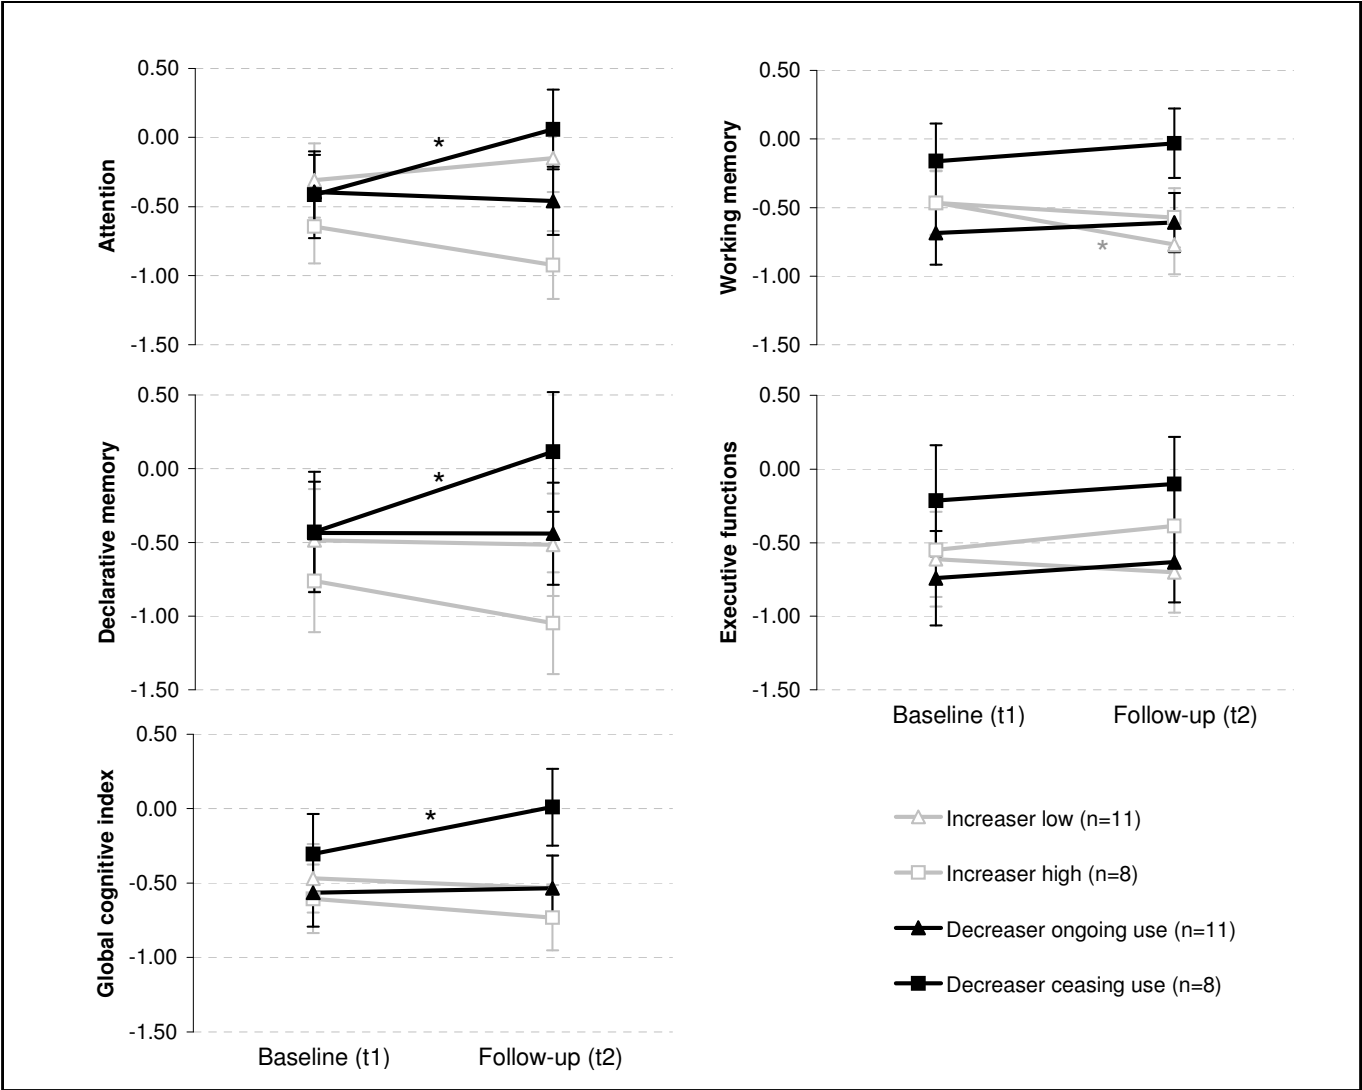 Attention
0.50
0.00
-0.50
-1.00
-1.50
*
Working memory
0.50
0.00
-0.50
-1.00
-1.50
*
Declarative memory
0.50
0.00
-0.50
-1.00
-1.50
*
Executive functions
0.50
0.00
-0.50
-1.00
-1.50
Baseline (t1) Follow-up (t2)
Global cognitive index
0.50
0.00
-0.50
-1.00
-1.50
*
Baseline (t1) Follow-up (t2)
Increaser low (n=11)
Increaser high (n=8)
Decreaser ongoing use (n=11)
Decreaser ceasing use (n=8)